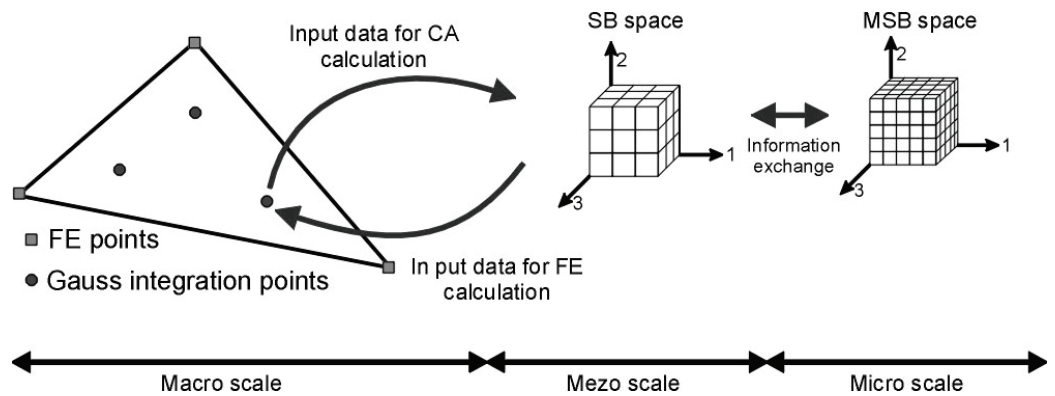 Input data for CA
calculation
SB space
MSB space
2
2
1
Information
exchange
1
3
3
FE points
Gauss integration points
In put data for FE
calculation
Macro scale
Mezo scale
Micro scale